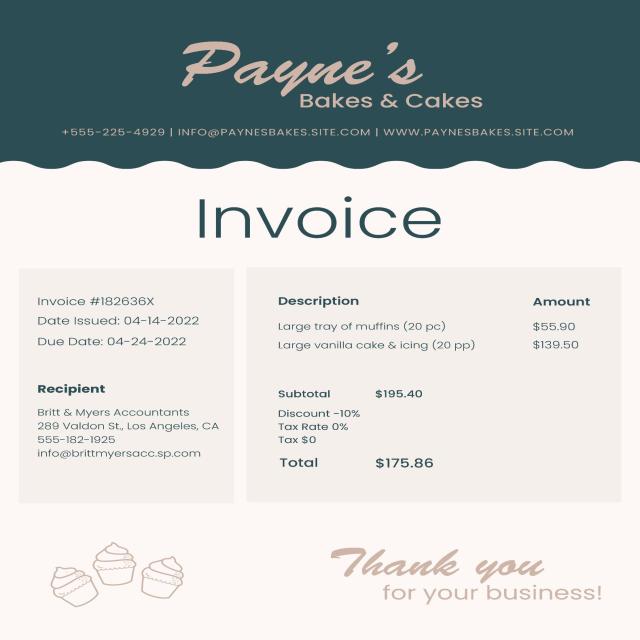 Payne's
Bakes & Cakes
+555-225-4929 | INFO@PAYNESBAKES.SITE.COM | WWW.PAYNESBAKES.SITE.COM
Invoice
Invoice #182636X
Date Issued: 04-14-2022
Due Date: 04-24-2022
Recipient
Britt & Myers Accountants
289 Valdon St., Los Angeles, CA
555-182-1925
info@brittmyersacc.sp.com
Description Amount
Large tray of muffins (20 pc) $55.90
Large vanilla cake & icing (20 pp) $139.50
Subtotal $195.40
Discount -10%
Tax Rate 0%
Tax $0
Total $175.86
Thank you
for your business!